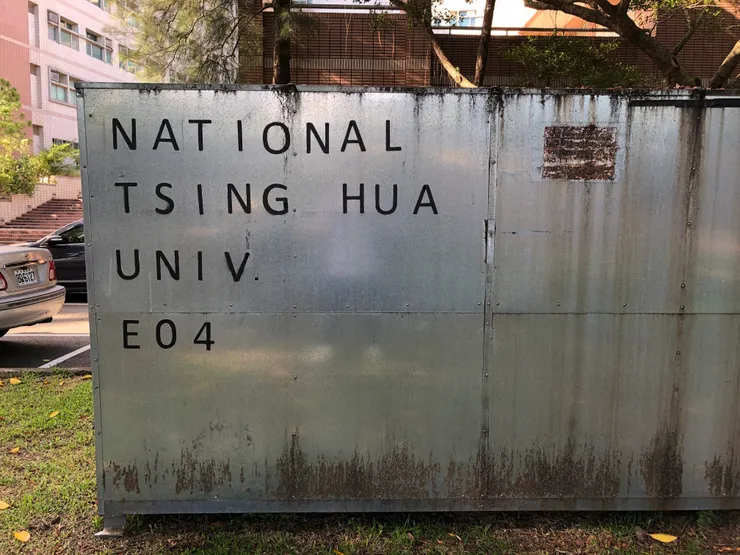 NATIONAL
TSING HUA
UNIV.
E04